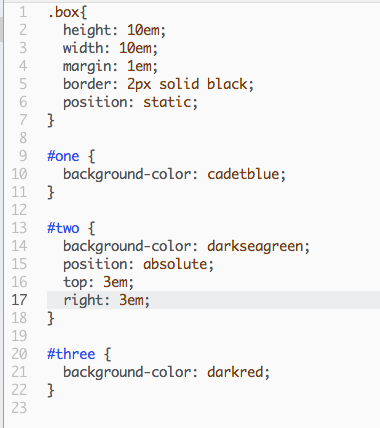 1 .box{
2 height: 10em;
3 width: 10em;
4 margin: 1em;
5 border: 2px solid black;
6 position: static;
7 }
8
9 #one {
10 background-color: cadetblue;
11 }
12
13 #two {
14 background-color: darkseagreen;
15 position: absolute;
16 top: 3em;
17 right: 3em;
18 }
19
20 #three {
21 background-color: darkred;
22 }
23